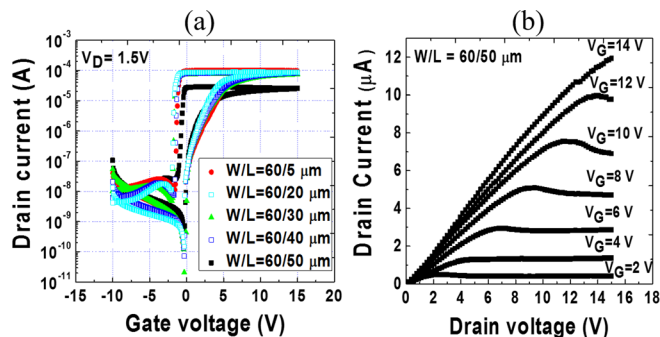 (a)
(b)
Drain current (A)
10⁻³
10⁻⁴
10⁻⁵
10⁻⁶
10⁻⁷
10⁻⁸
10⁻⁹
10⁻¹⁰
10⁻¹¹
V_D= 1.5V
W/L=60/5 μm
W/L=60/20 μm
W/L=60/30 μm
W/L=60/40 μm
W/L=60/50 μm
-15 -10 -5 0 5 10 15
Gate voltage (V)
Drain Current (μA)
12
10
8
6
4
2
0
W/L = 60/50 μm
V_G=14 V
V_G=12 V
V_G=10 V
V_G=8 V
V_G=6 V
V_G=4 V
V_G=2 V
0 2 4 6 8 10 12 14 16 18
Drain voltage (V)